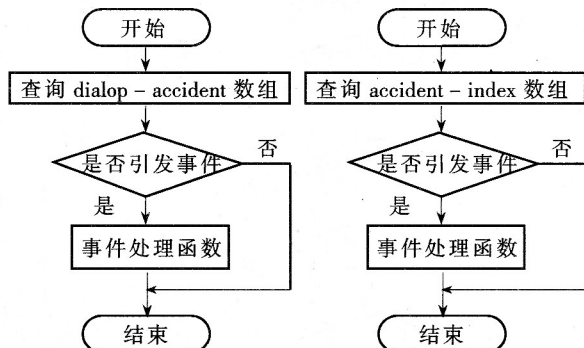 开始
查询 dialop - accident 数组
是否引发事件
否
是
事件处理函数
结束
开始
查询 accident - index 数组
是否引发事件
否
是
事件处理函数
结束